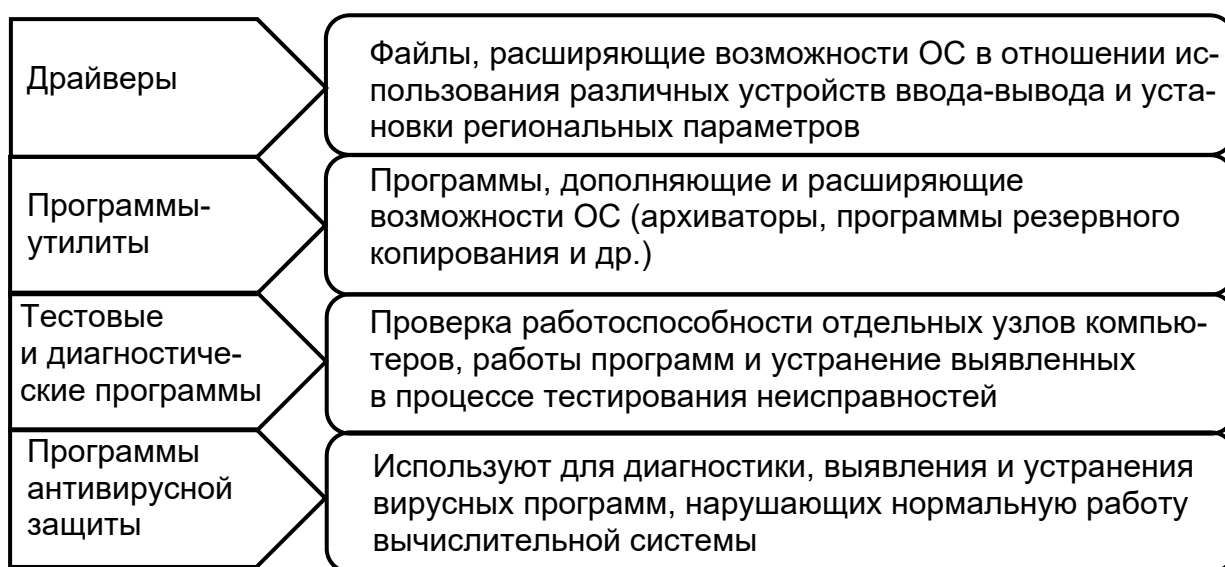 Драйверы
Файлы, расширяющие возможности ОС в отношении ис-
пользования различных устройств ввода-вывода и уста-
новки региональных параметров
Программы-
утилиты
Программы, дополняющие и расширяющие
возможности ОС (архиваторы, программы резервного
копирования и др.)
Тестовые
и диагностиче-
ские программы
Проверка работоспособности отдельных узлов компью-
теров, работы программ и устранение выявленных
в процессе тестирования неисправностей
Программы
антивирусной
защиты
Используют для диагностики, выявления и устранения
вирусных программ, нарушающих нормальную работу
вычислительной системы